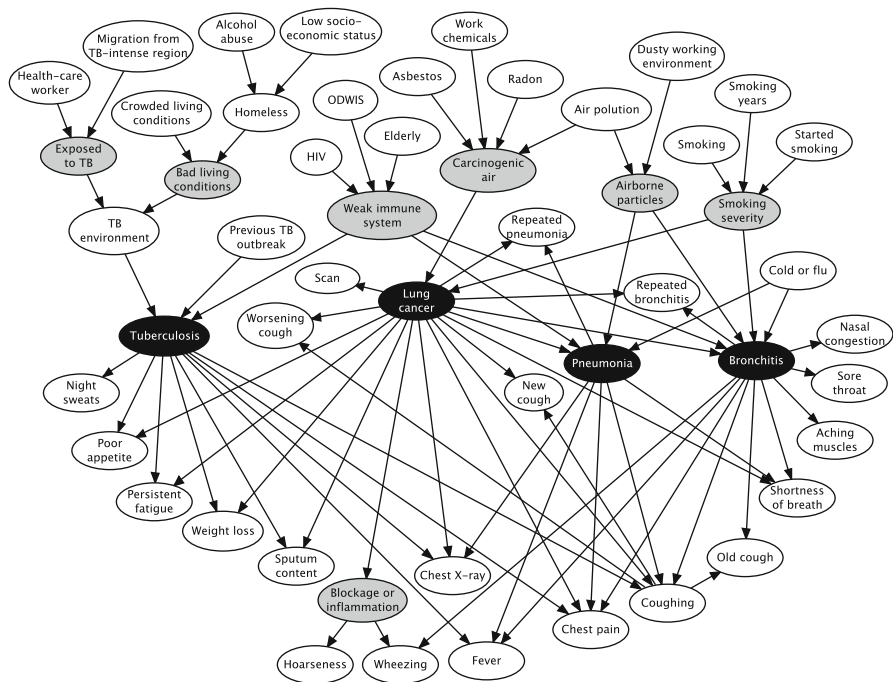 Migration from
TB-intense region
Alcohol
abuse
Low socio-
economic status
Work
chemicals
Dusty working
environment
Health-care
worker
Crowded living
conditions
Homeless
ODWIS
Asbestos
Radon
Air polution
Smoking
years
Smoking
Started
smoking
Exposed
to TB
Bad living
conditions
HIV
Elderly
Carcinogenic
air
Airborne
particles
Smoking
severity
TB
environment
Previous TB
outbreak
Weak immune
system
Repeated
pneumonia
Scan
Lung
cancer
Repeated
bronchitis
Cold or flu
Worsening
cough
Tuberculosis
Pneumonia
Bronchitis
Nasal
congestion
Night
sweats
New
cough
Sore
throat
Poor
appetite
Aching
muscles
Persistent
fatigue
Shortness
of breath
Weight loss
Sputum
content
Chest X-ray
Old cough
Blockage or
inflammation
Coughing
Chest pain
Hoarseness
Wheezing
Fever